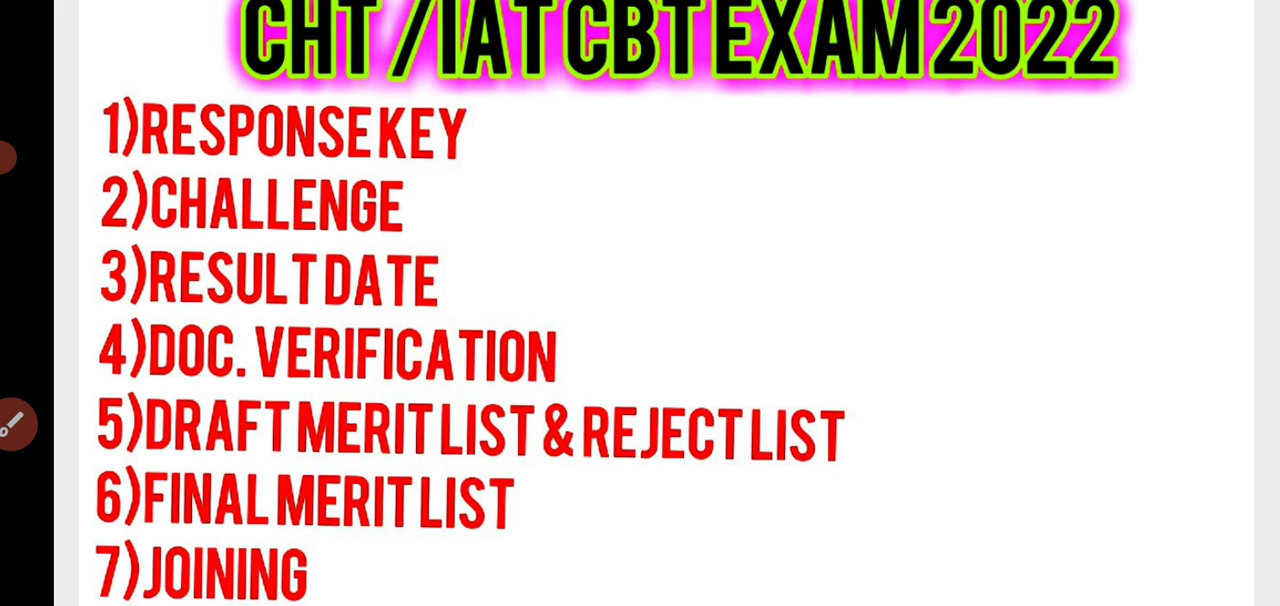 CHT /IAT CBT EXAM 2022
1)RESPONSE KEY
2)CHALLENGE
3)RESULT DATE
4)DOC. VERIFICATION
5)DRAFT MERIT LIST & REJECT LIST
6)FINAL MERIT LIST
7)JOINING